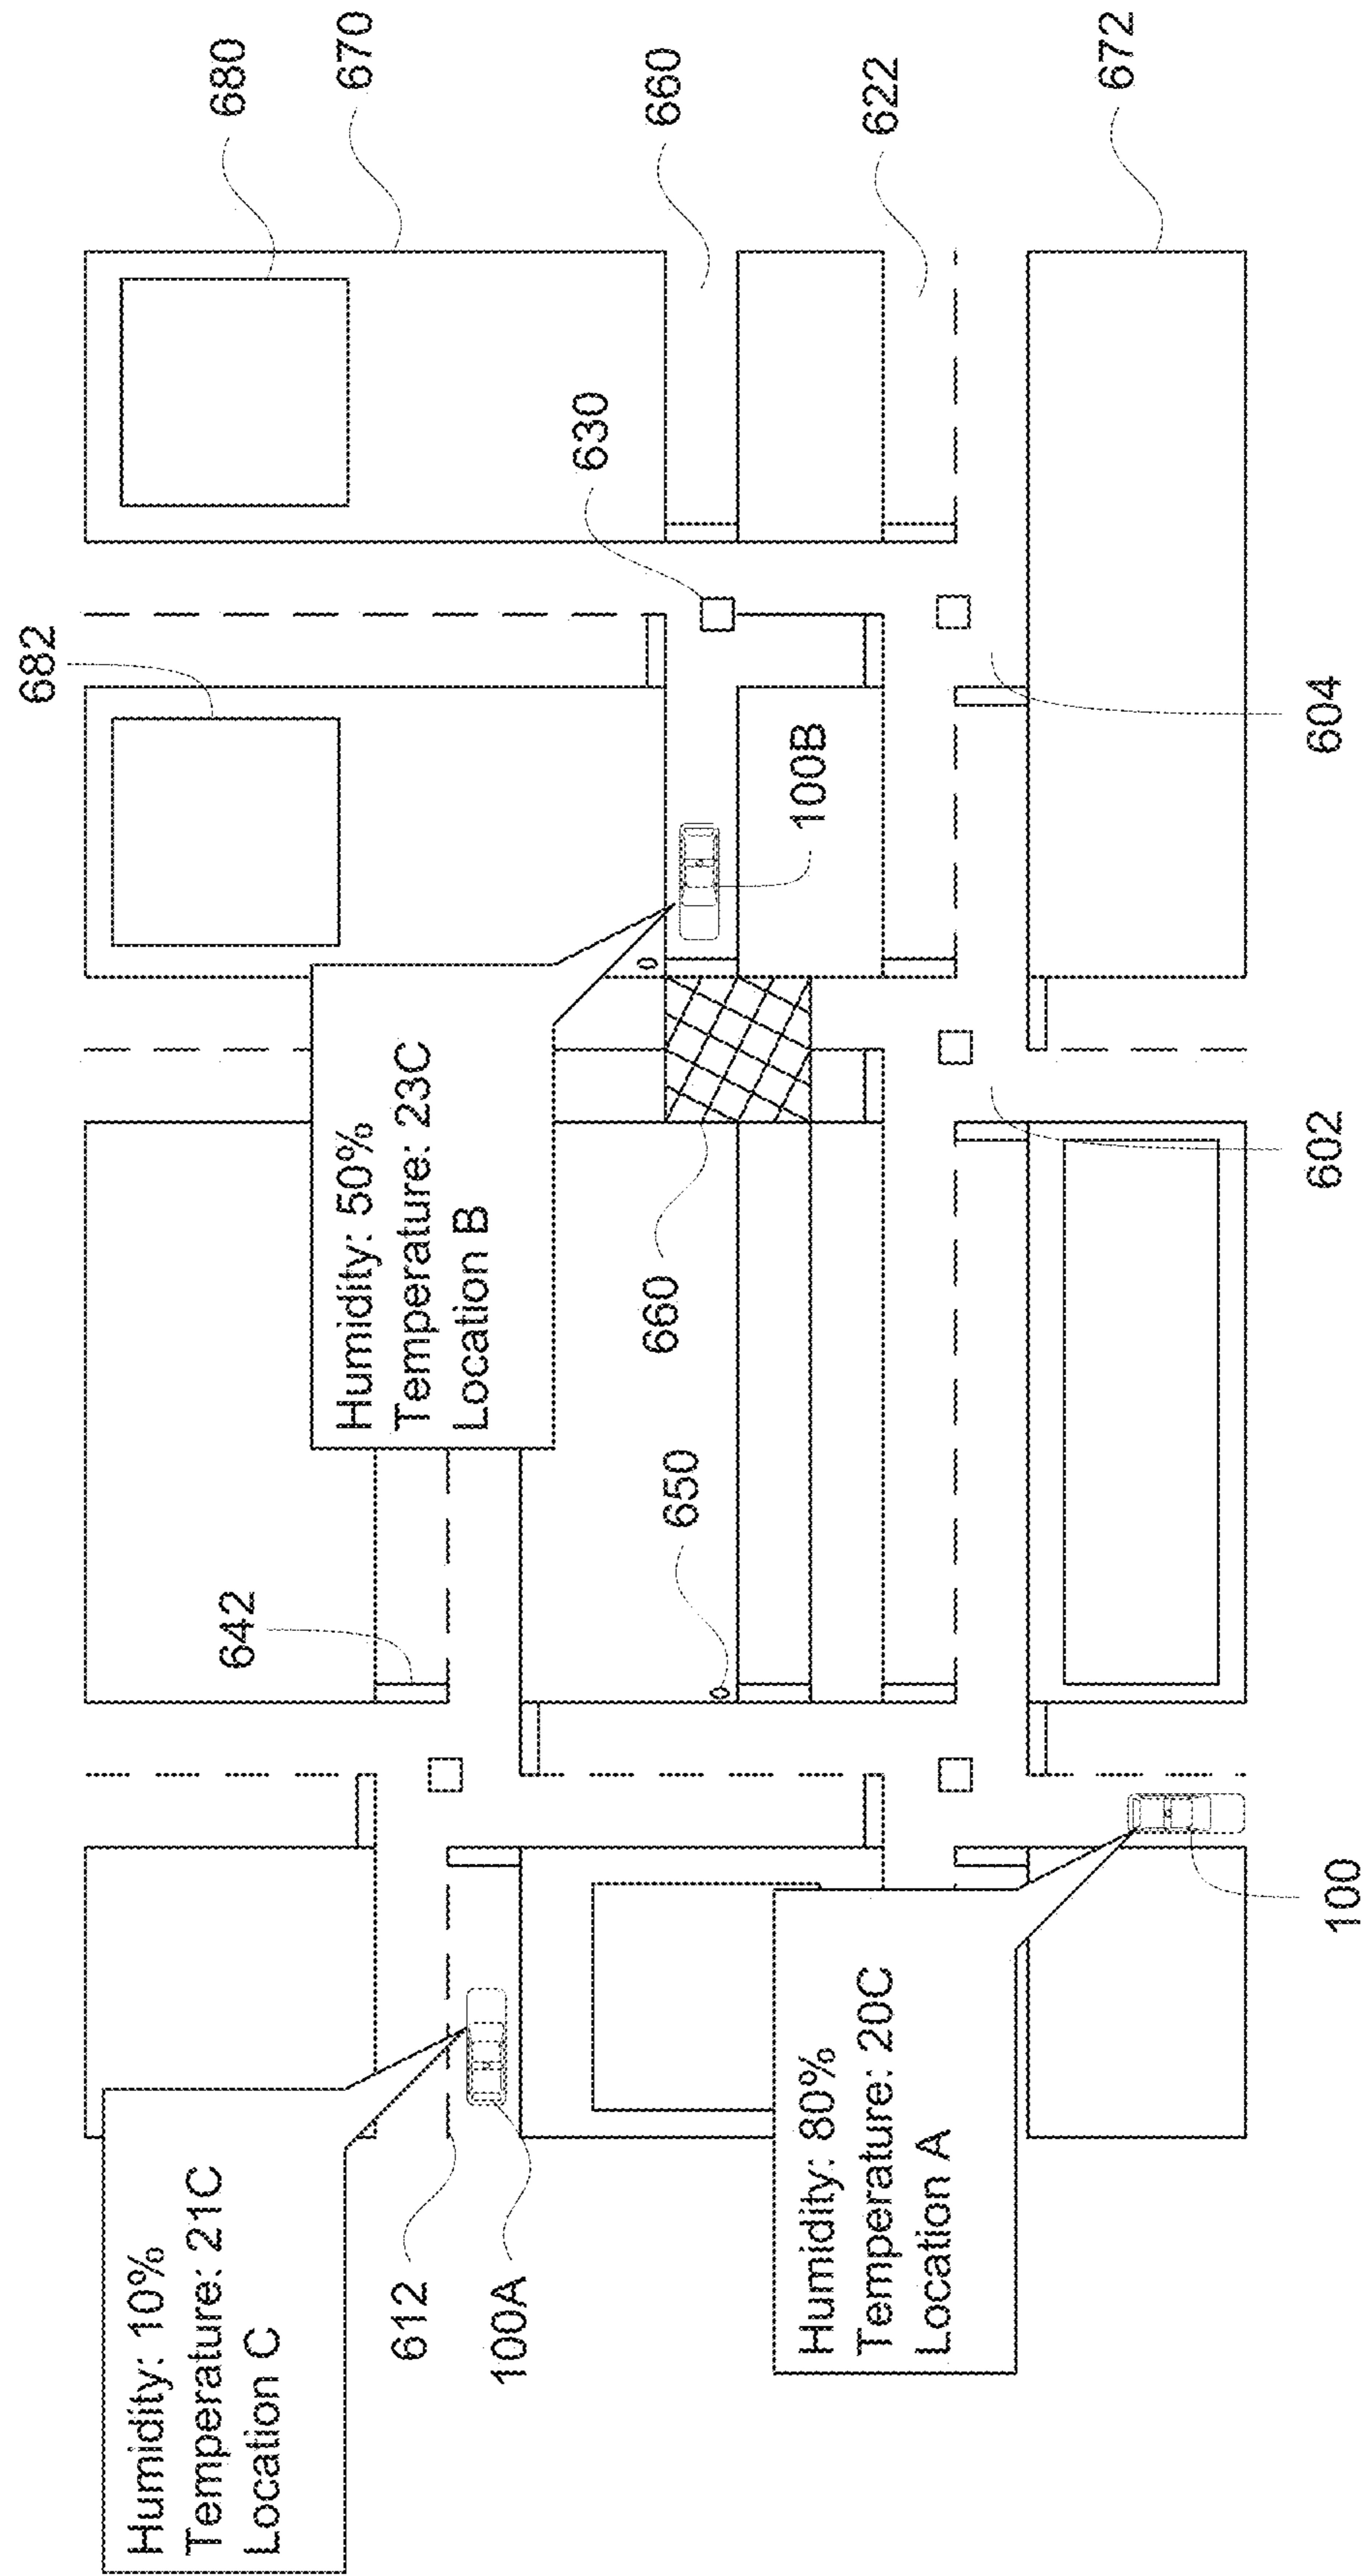 Humidity: 10%
Temperature: 21C
Location C
612
100A
Humidity: 80%
Temperature: 20C
Location A
100
642
650
Humidity: 50%
Temperature: 23C
Location B
660
602
682
100B
604
630
680
670
660
622
672